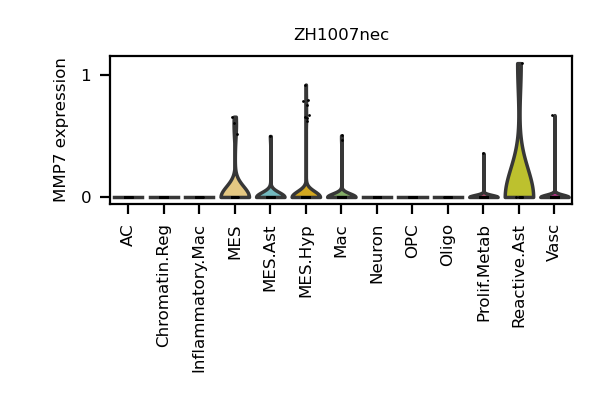 ZH1007nec
MMP7 expression
1
0
AC
Chromatin.Reg
Inflammatory.Mac
MES
MES.Ast
MES.Hyp
Mac
Neuron
OPC
Oligo
Prolif.Metab
Reactive.Ast
Vasc